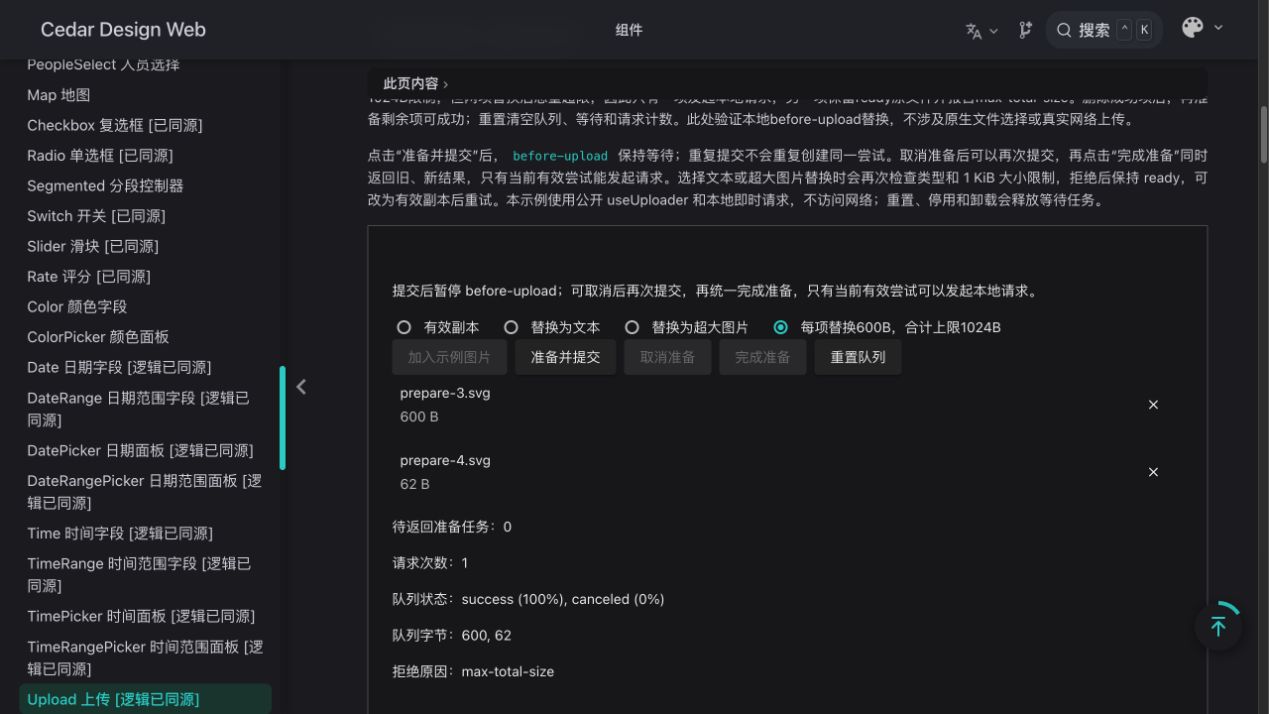 Cedar Design Web
组件
搜索
^
K
PeopleSelect 人员选择
Map 地图
Checkbox 复选框 [已同源]
Radio 单选框 [已同源]
Segmented 分段控制器
Switch 开关 [已同源]
Slider 滑块 [已同源]
Rate 评分 [已同源]
Color 颜色字段
ColorPicker 颜色面板
Date 日期字段 [逻辑已同源]
DateRange 日期范围字段 [逻辑已
同源]
DatePicker 日期面板 [逻辑已同源]
DateRangePicker 日期范围面板 [逻
辑已同源]
Time 时间字段 [逻辑已同源]
TimeRange 时间范围字段 [逻辑已
同源]
TimePicker 时间面板 [逻辑已同源]
TimeRangePicker 时间范围面板 [逻
辑已同源]
Upload 上传 [逻辑已同源]
此页内容 ›
备剩余项可成功；重置清空队列、等待和请求计数。此处验证本地before-upload替换，不涉及原生文件选择或真实网络上传。
点击“准备并提交”后， before-upload 保持等待；重复提交不会重复创建同一尝试。取消准备后可以再次提交，再点击“完成准备”同时
返回旧、新结果，只有当前有效尝试能发起请求。选择文本或超大图片替换时会再次检查类型和 1 KiB 大小限制，拒绝后保持 ready，可
改为有效副本后重试。本示例使用公开 useUploader 和本地即时请求，不访问网络；重置、停用和卸载会释放等待任务。
提交后暂停 before-upload；可取消后再次提交，再统一完成准备，只有当前有效尝试可以发起本地请求。
有效副本 替换为文本 替换为超大图片 每项替换600B，合计上限1024B
加入示例图片 准备并提交 取消准备 完成准备 重置队列
prepare-3.svg
600 B
prepare-4.svg
62 B
待返回准备任务：0
请求次数：1
队列状态：success (100%), canceled (0%)
队列字节：600, 62
拒绝原因：max-total-size